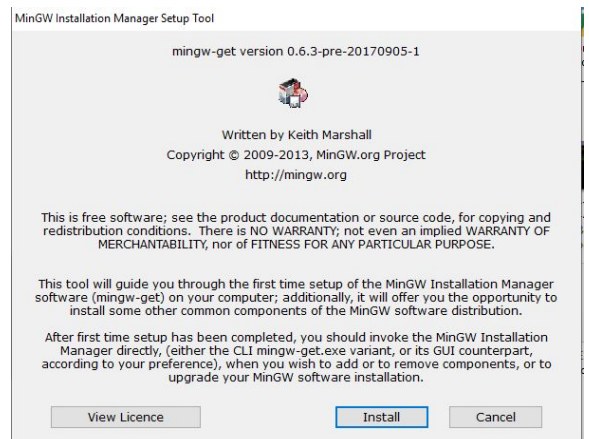 MinGW Installation Manager Setup Tool
mingw-get version 0.6.3-pre-20170905-1
Written by Keith Marshall
Copyright © 2009-2013, MinGW.org Project
http://mingw.org
This is free software; see the product documentation or source code, for copying and
redistribution conditions.  There is NO WARRANTY; not even an implied WARRANTY OF
MERCHANTABILITY, nor of FITNESS FOR ANY PARTICULAR PURPOSE.
This tool will guide you through the first time setup of the MinGW Installation Manager
software (mingw-get) on your computer; additionally, it will offer you the opportunity to
install some other common components of the MinGW software distribution.
After first time setup has been completed, you should invoke the MinGW Installation
Manager directly, (either the CLI mingw-get.exe variant, or its GUI counterpart,
according to your preference), when you wish to add or to remove components, or to
upgrade your MinGW software installation.
View Licence
Install
Cancel